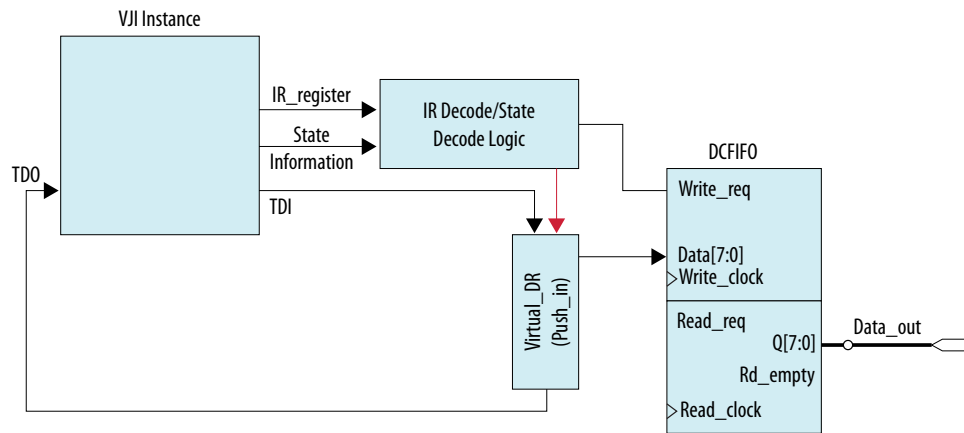 VJI Instance
IR_register
State
Information
TDO
TDI
IR Decode/State
Decode Logic
Virtual_DR
(Push_in)
DCFIFO
Write_req
Data[7:0]
Write_clock
Read_req
Q[7:0]
Rd_empty
Read_clock
Data_out